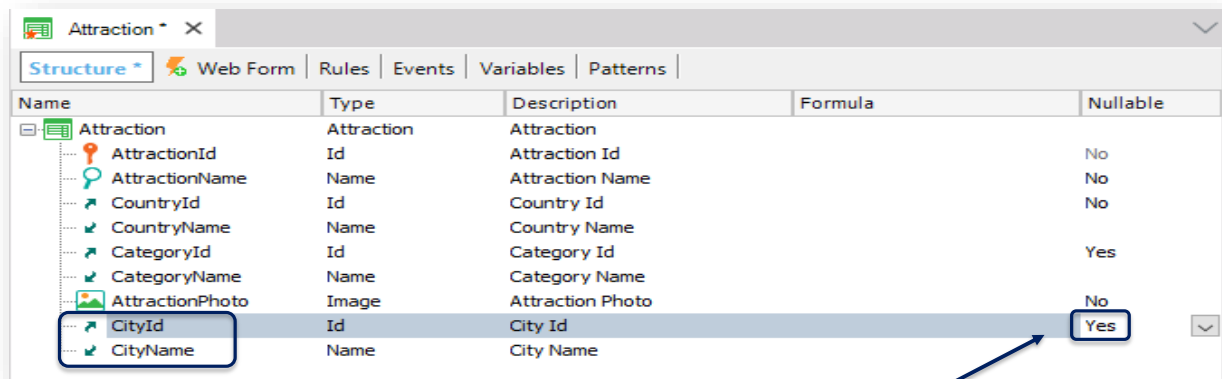 Attraction *
Structure * Web Form Rules Events Variables Patterns
Name Type Description Formula Nullable
Attraction Attraction Attraction
AttractionId Id Attraction Id No
AttractionName Name Attraction Name No
CountryId Id Country Id No
CountryName Name Country Name
CategoryId Id Category Id Yes
CategoryName Name Category Name
AttractionPhoto Image Attraction Photo No
CityId Id City Id Yes
CityName Name City Name